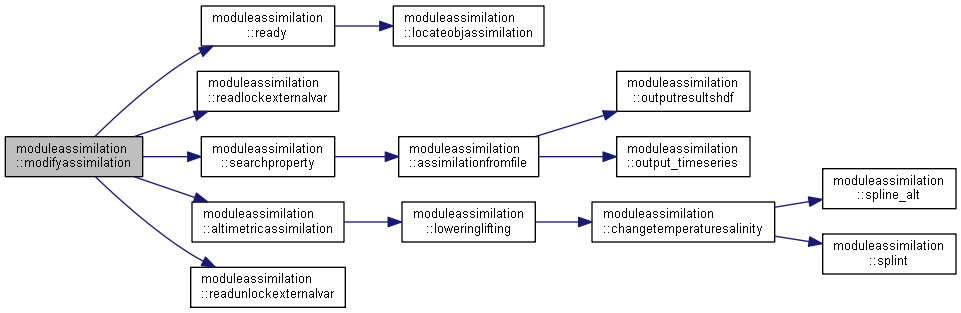 moduleassimilation
::modifyassimilation
moduleassimilation
::ready
moduleassimilation
::locateobjassimilation
moduleassimilation
::readlockexternalvar
moduleassimilation
::searchproperty
moduleassimilation
::assimilationfromfile
moduleassimilation
::outputresultshdf
moduleassimilation
::output_timeseries
moduleassimilation
::altimetricassimilation
moduleassimilation
::loweringlifting
moduleassimilation
::changetemperaturesalinity
moduleassimilation
::spline_alt
moduleassimilation
::splint
moduleassimilation
::readunlockexternalvar